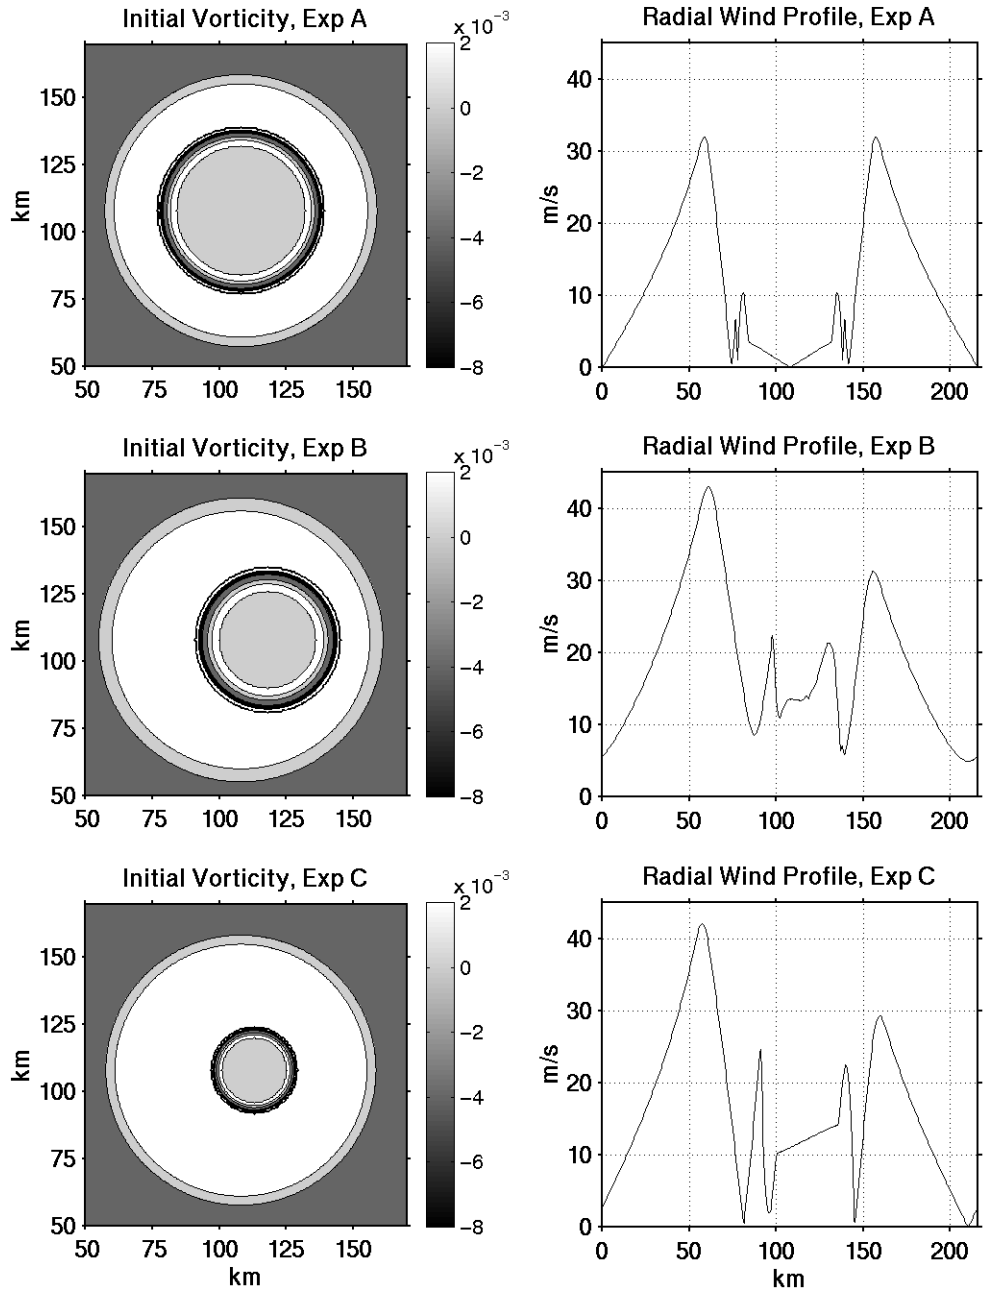 Initial Vorticity, Exp A
x 10⁻³
2
0
−2
−4
−6
−8
km
150
125
100
75
50
50 75 100 125 150
Radial Wind Profile, Exp A
m/s
40
30
20
10
0
0 50 100 150 200
Initial Vorticity, Exp B
x 10⁻³
2
0
−2
−4
−6
−8
km
150
125
100
75
50
50 75 100 125 150
Radial Wind Profile, Exp B
m/s
40
30
20
10
0
0 50 100 150 200
Initial Vorticity, Exp C
x 10⁻³
2
0
−2
−4
−6
−8
km
150
125
100
75
50
50 75 100 125 150
km
Radial Wind Profile, Exp C
m/s
40
30
20
10
0
0 50 100 150 200
km